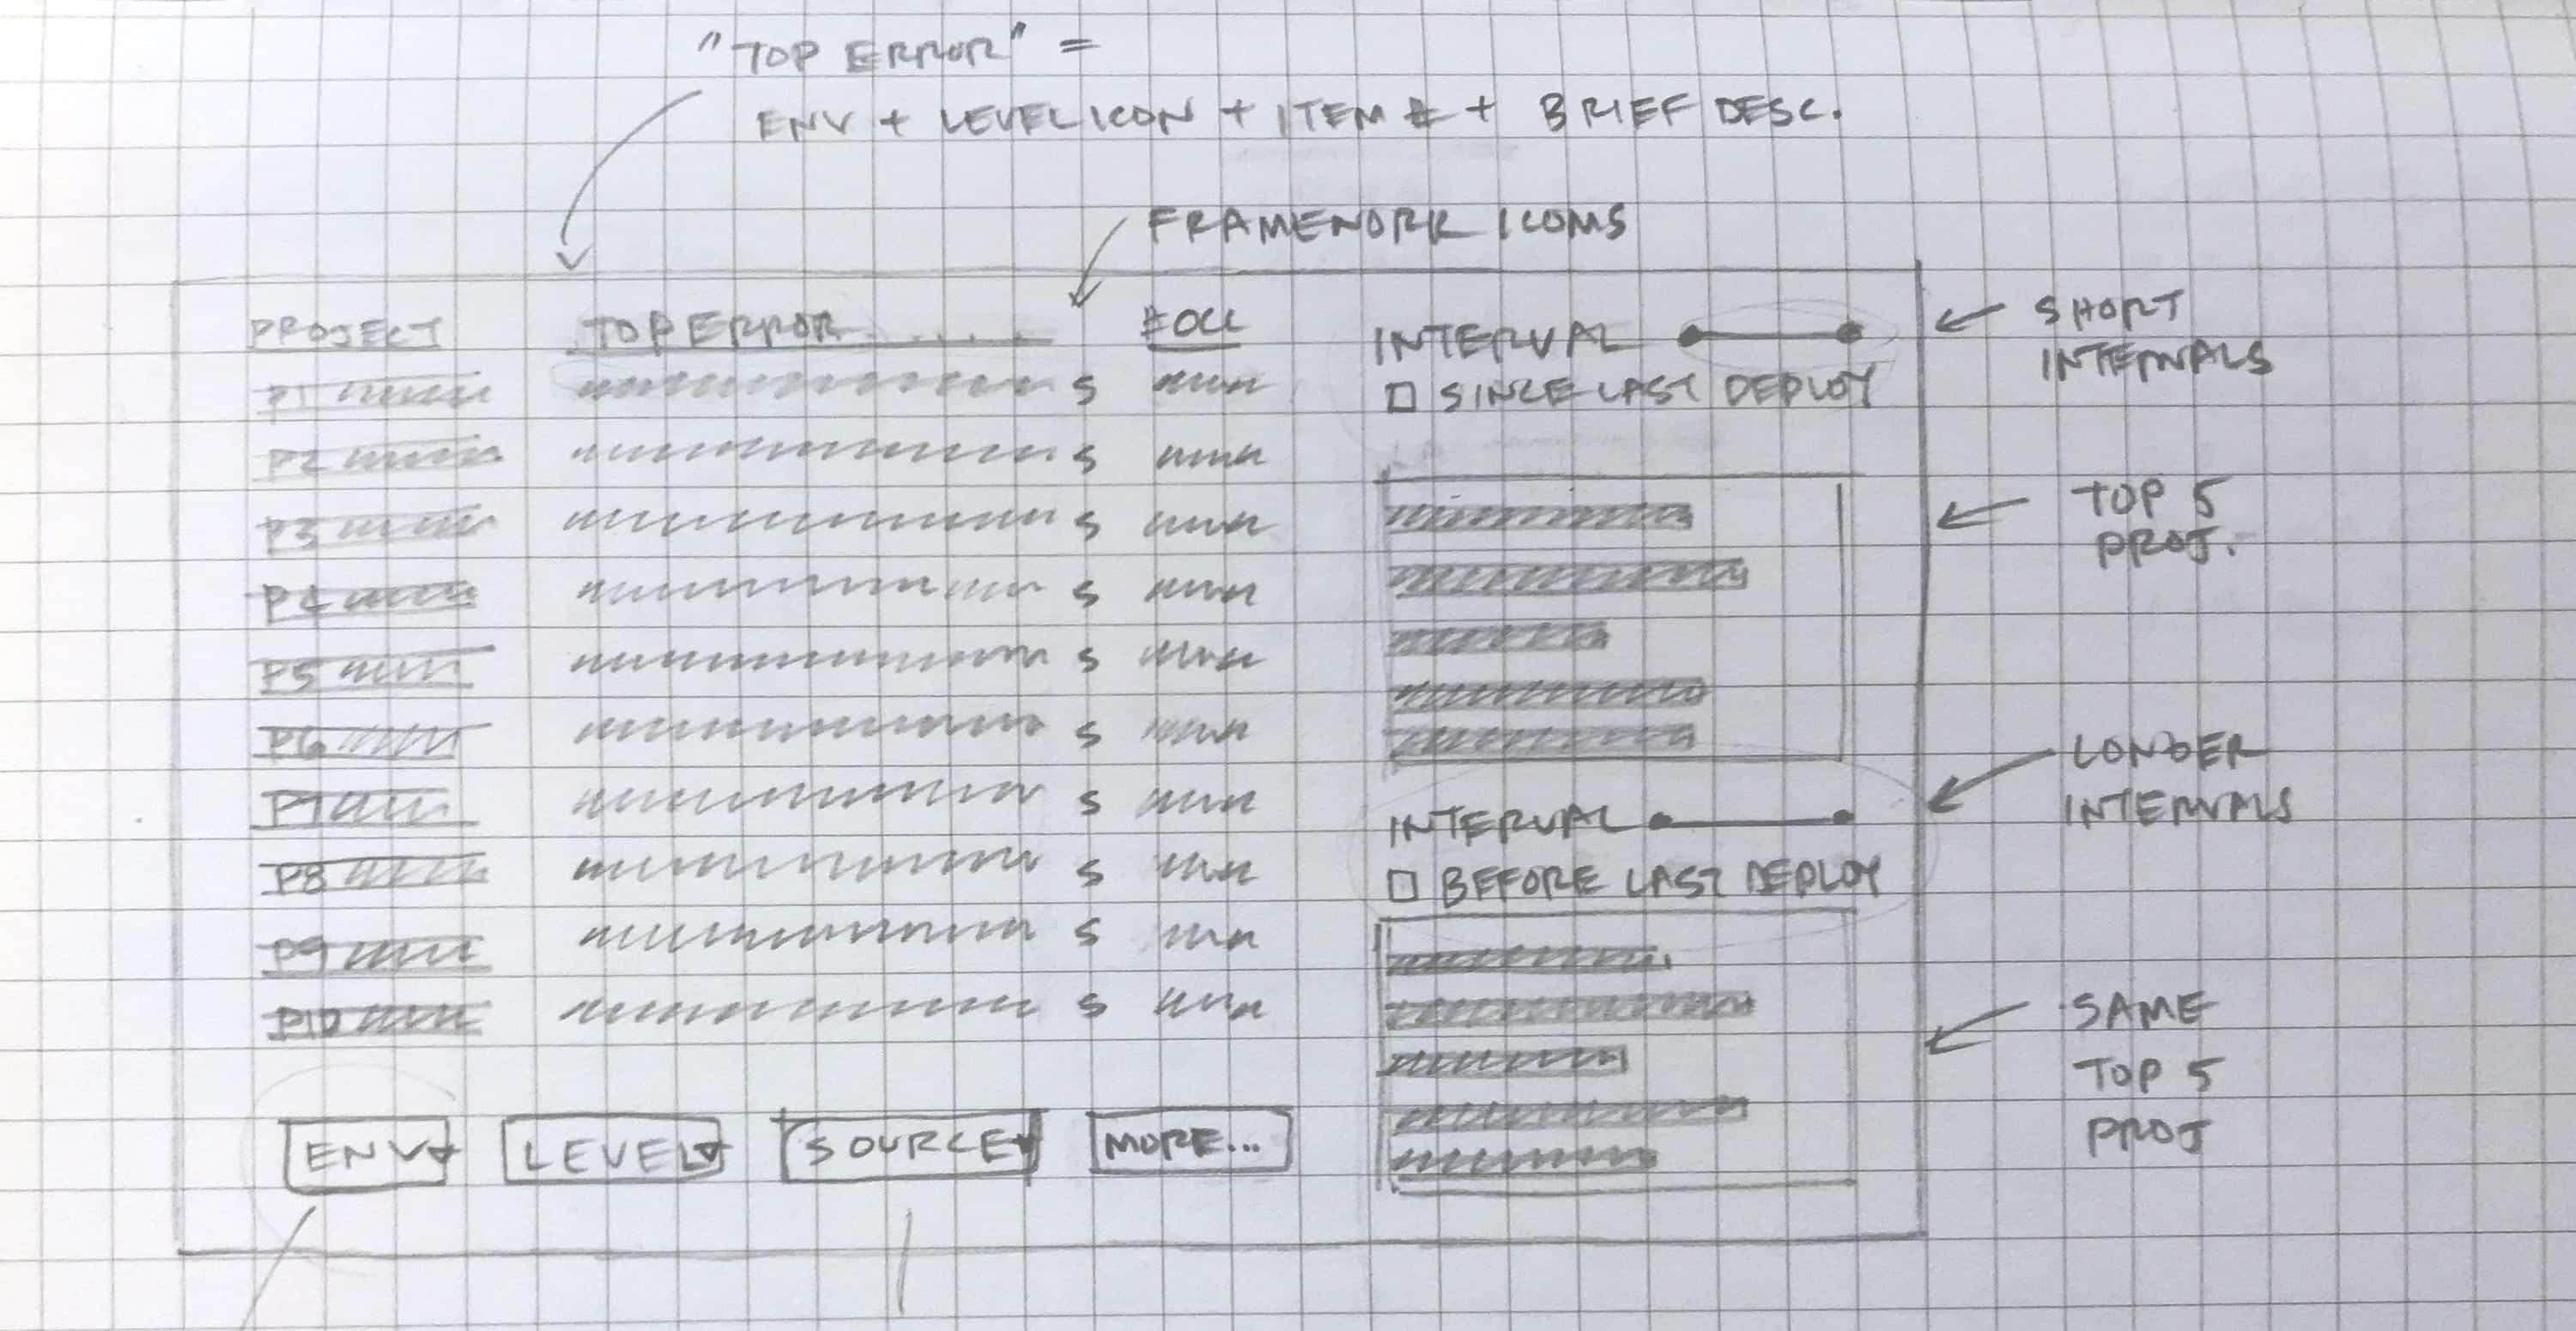 "TOP ERROR" =
ENV + LEVEL ICON + ITEM # + BRIEF DESC.
FRAMEWORK ICONS
PROJECT TOP ERROR #OCC
INTERVAL
SHORT
INTERVALS
□ SINCE LAST DEPLOY
P1 S
P2 S
P3 S
P4 S
P5 S
P6 S
P7 S
P8 S
P9 S
P10 S
TOP 5
PROJ.
INTERVAL
LONGER
INTERVALS
□ BEFORE LAST DEPLOY
SAME
TOP 5
PROJ
ENV LEVEL SOURCE MORE...